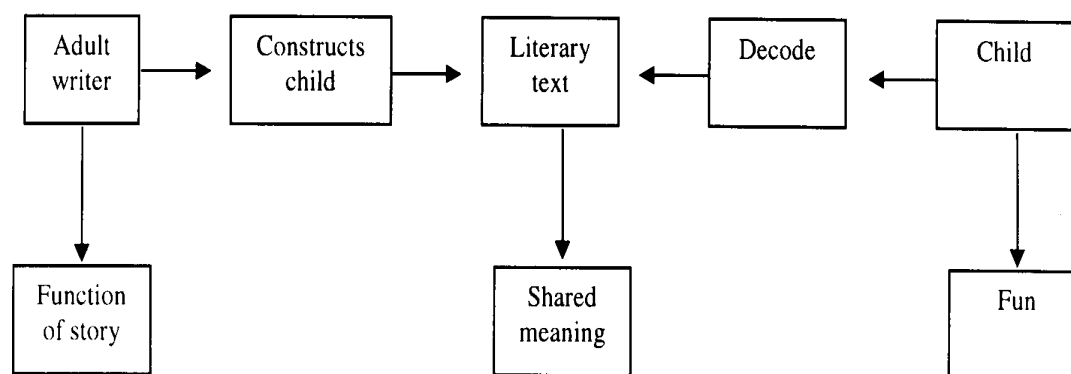 Adult
writer
Constructs
child
Literary
text
Decode
Child
Function
of story
Shared
meaning
Fun